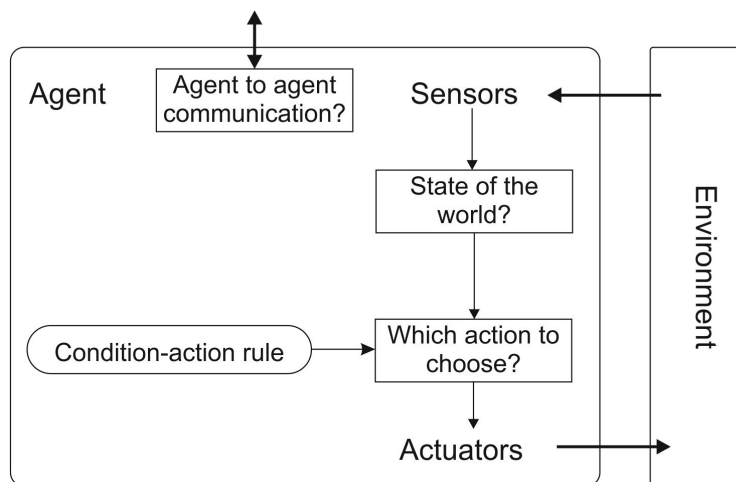 Agent
Agent to agent
communication?
Sensors
State of the
world?
Environment
Condition-action rule
Which action to
choose?
Actuators